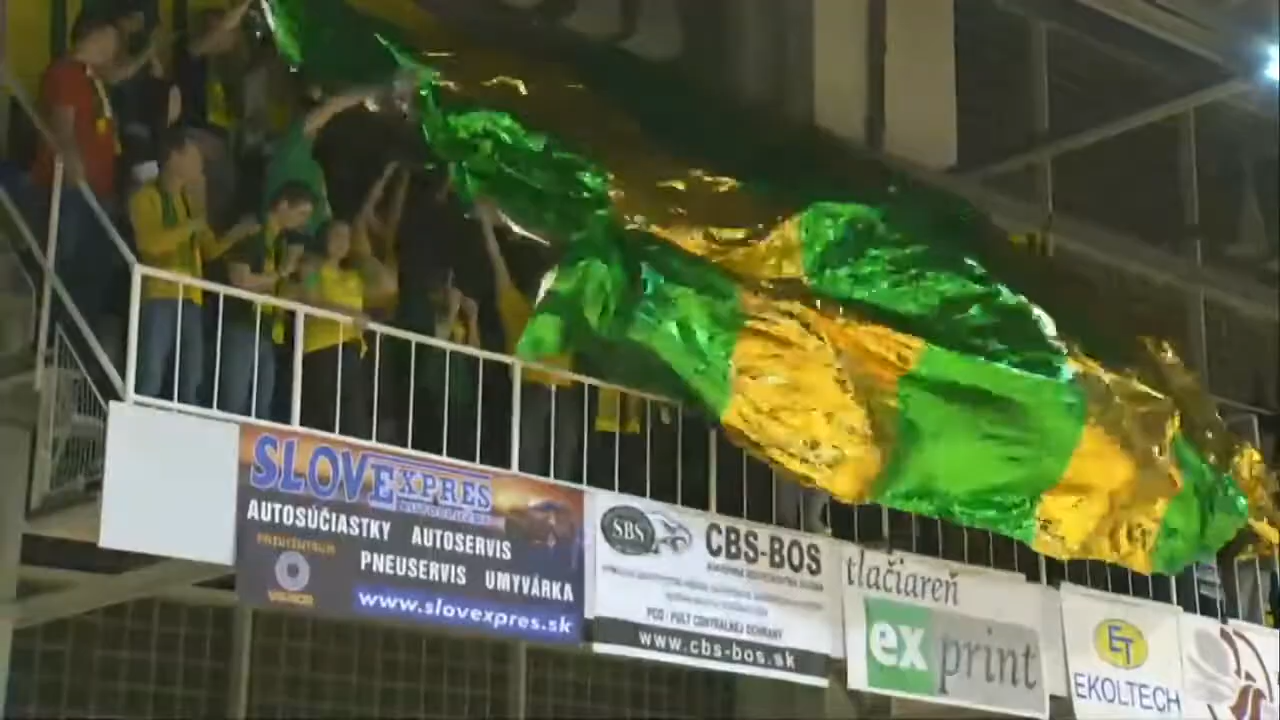 SLOVEXPRES
AUTOSÚČIASTKY AUTOSERVIS
PNEUSERVIS UMYVÁRKA
www.slovexpres.sk
SBS
CBS-BOS
PCO / PULT CENTRÁLNEJ OCHRANY
www.cbs-bos.sk
tlačiareň
ex print
ET
EKOLTECH